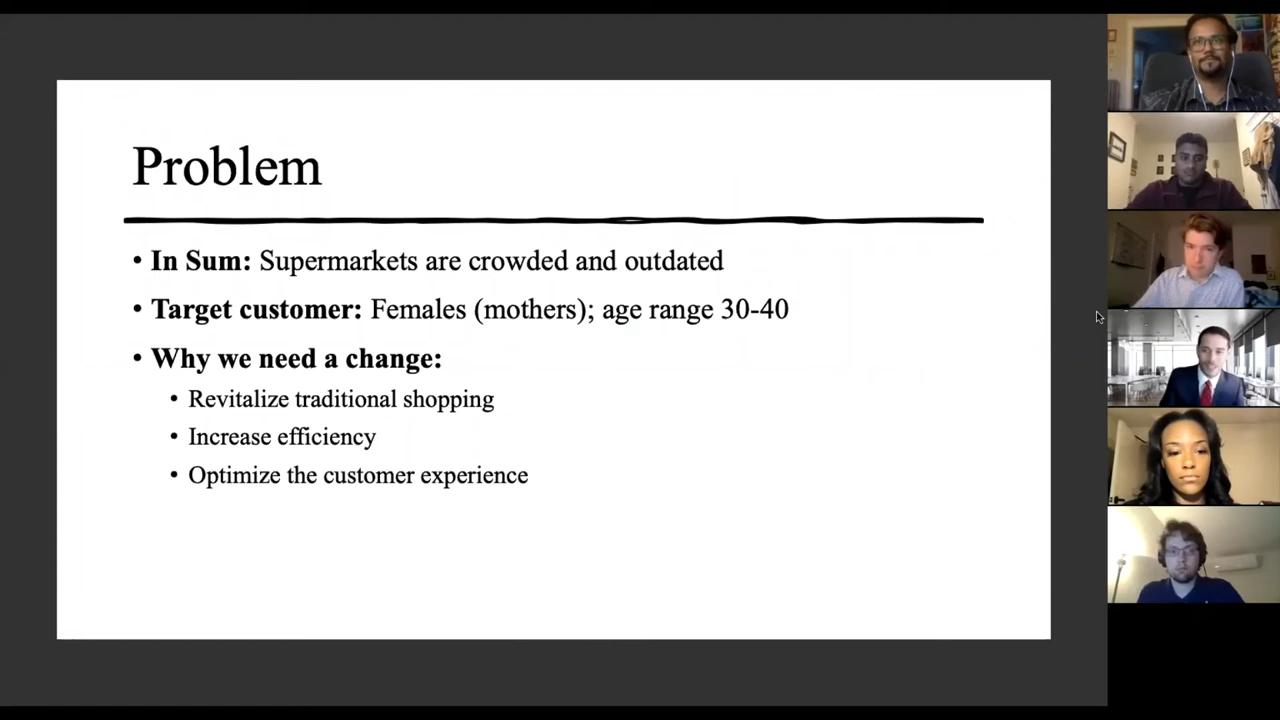 Problem
• In Sum: Supermarkets are crowded and outdated
• Target customer: Females (mothers); age range 30-40
• Why we need a change:
• Revitalize traditional shopping
• Increase efficiency
• Optimize the customer experience